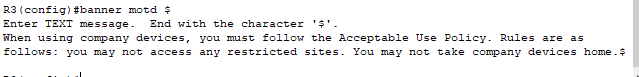 R3(config)#banner motd $
Enter TEXT message.  End with the character '$'.
When using company devices, you must follow the Acceptable Use Policy. Rules are as
follows: you may not access any restricted sites. You may not take company devices home.$